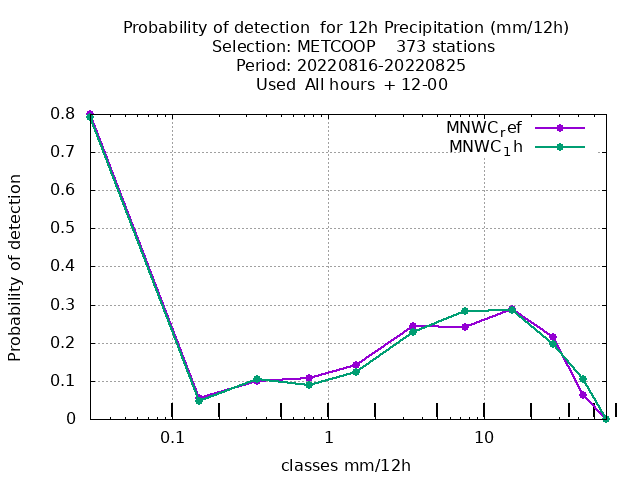 Probability of detection  for 12h Precipitation (mm/12h)
Selection: METCOOP    373 stations
Period: 20220816-20220825
Used  All hours  + 12-00
MNWCref
MNWC1h
0.8
0.7
0.6
0.5
0.4
0.3
0.2
0.1
0
Probability of detection
0.1 1 10
classes mm/12h